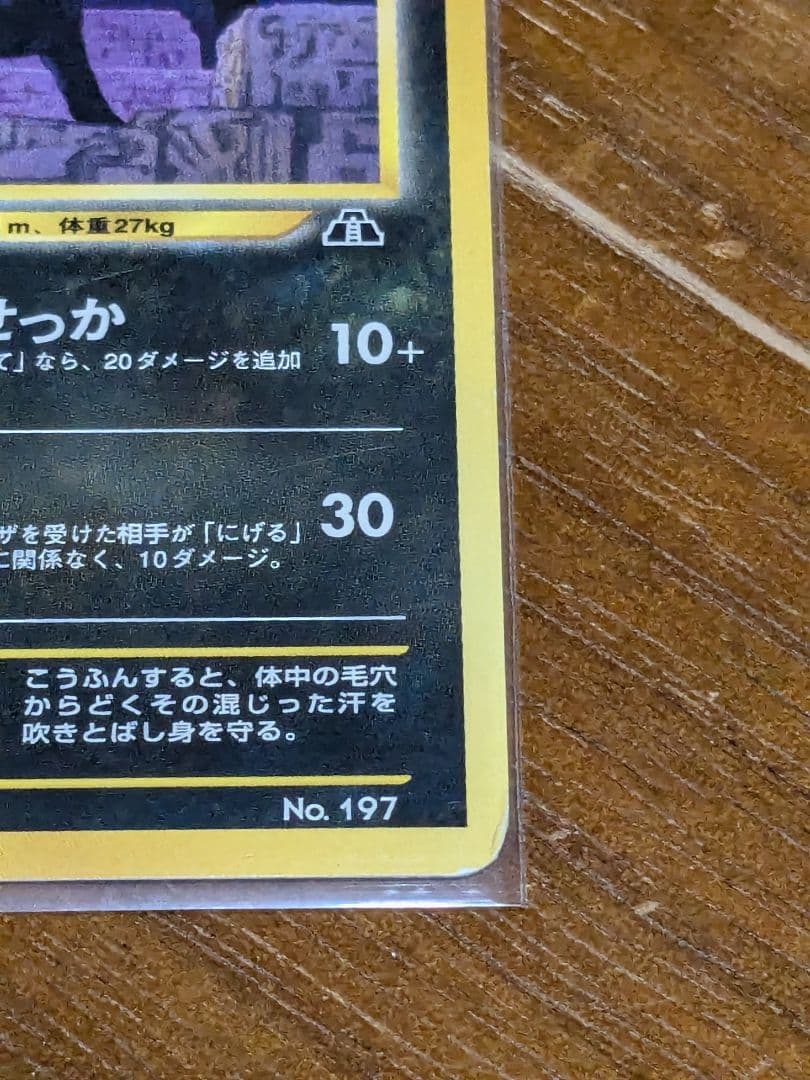 m、体重27kg
せっか
10+
て」なら、20ダメージを追加
30
ザを受けた相手が「にげる」
に関係なく、10ダメージ。
こうふんすると、体中の毛穴
からどくその混じった汗を
吹きとばし身を守る。
No. 197